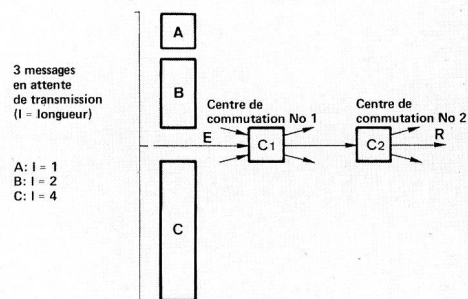 3 messages
en attente
de transmission
(l = longueur)
A: l = 1
B: l = 2
C: l = 4
A
B
C
E
Centre de
commutation No 1
C1
Centre de
commutation No 2
C2
R